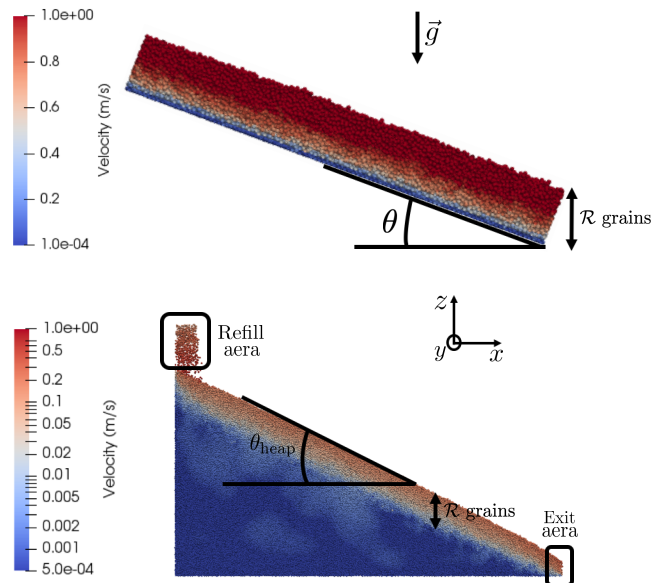 1.0e+00
0.8
0.6
0.4
0.2
1.0e-04
Velocity (m/s)
g⃗
θ
ℛ grains
1.0e+00
0.5
0.2
0.1
0.05
0.02
0.01
0.005
0.002
0.001
5.0e-04
Velocity (m/s)
Refill
aera
z
y
x
θheap
ℛ grains
Exit
aera